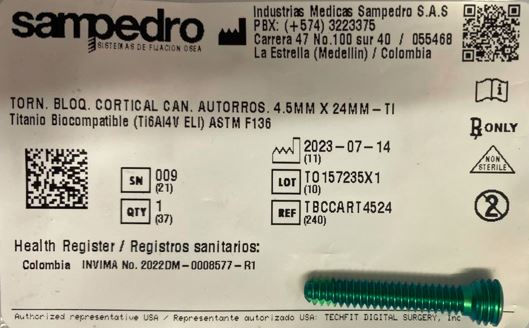 sampedro
SISTEMAS DE FIJACION OSEA
Industrias Medicas Sampedro S.A.S
PBX: (+574) 3223375
Carrera 47 No.100 sur 40 / 055468
La Estrella (Medellin) / Colombia
TORN. BLOQ. CORTICAL CAN. AUTORROS. 4.5MM X 24MM-TI
Titanio Biocompatible (Ti6Al4V ELI) ASTM F136
i
R ONLY
NON
STERILE
2
2023-07-14
(11)
SN 009
(21)
LOT TO157235X1
(10)
QTY 1
(37)
REF TBCCART4524
(240)
Health Register / Registros sanitarios:
Colombia INVIMA No. 2022DM-0008577-R1
Authorized representative USA / Representante autorizado USA: TECHFIT DIGITAL SURGERY, Inc